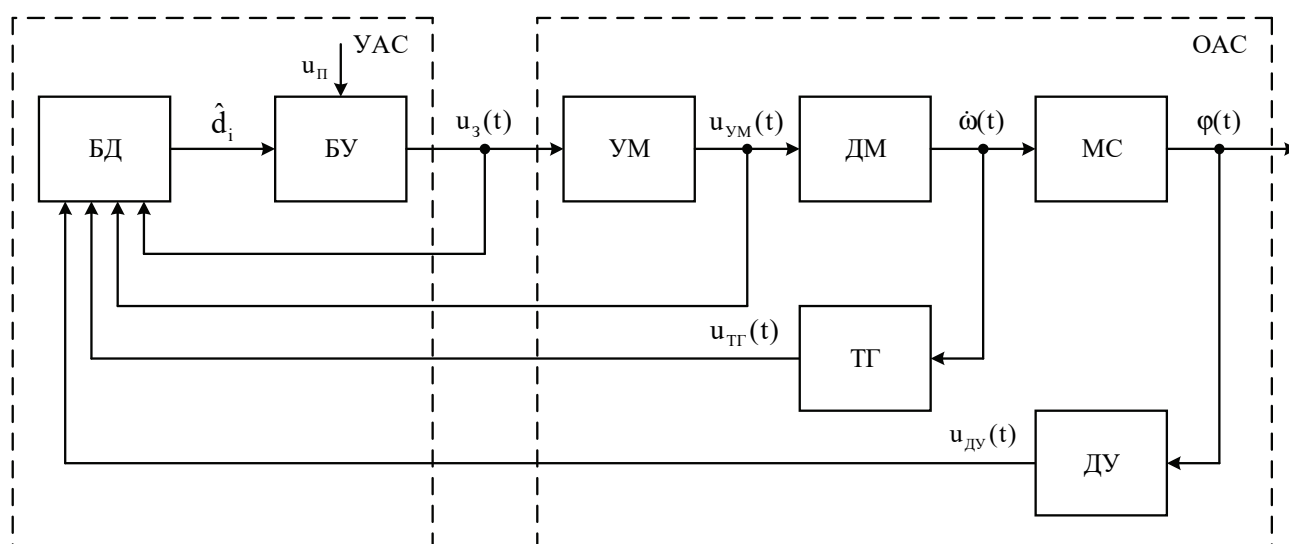 УАС
ОАС
u_П
d̂_i
u_З(t)
u_УМ(t)
ω̇(t)
φ(t)
БД
БУ
УМ
ДМ
МС
u_ТГ(t)
ТГ
u_ДУ(t)
ДУ